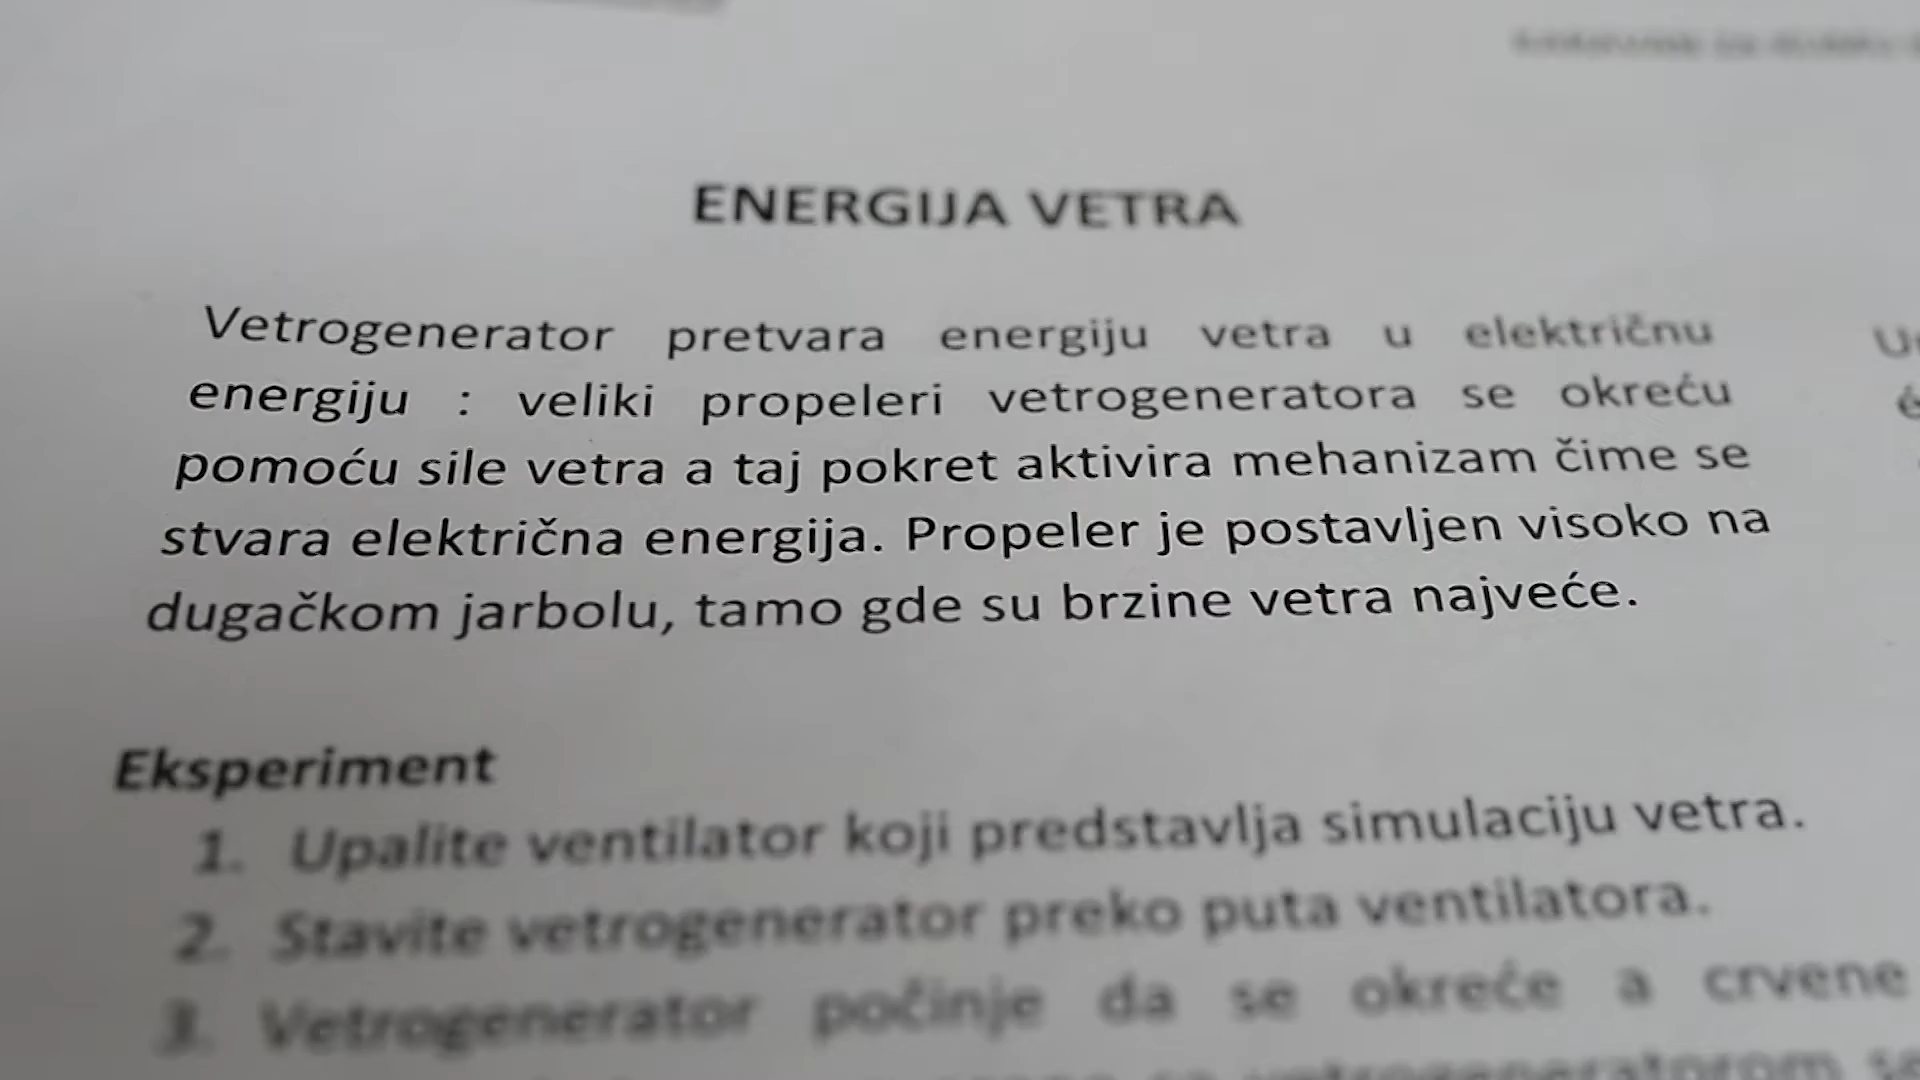 ENERGIJA VETRA
Vetrogenerator pretvara energiju vetra u električnu
energiju : veliki propeleri vetrogeneratora se okreću
pomoću sile vetra a taj pokret aktivira mehanizam čime se
stvara električna energija. Propeler je postavljen visoko na
dugačkom jarbolu, tamo gde su brzine vetra najveće.
Eksperiment
1. Upalite ventilator koji predstavlja simulaciju vetra.
2. Stavite vetrogenerator preko puta ventilatora.
3. Vetrogenerator počinje da se okreće a crvene
vetrogeneratorom